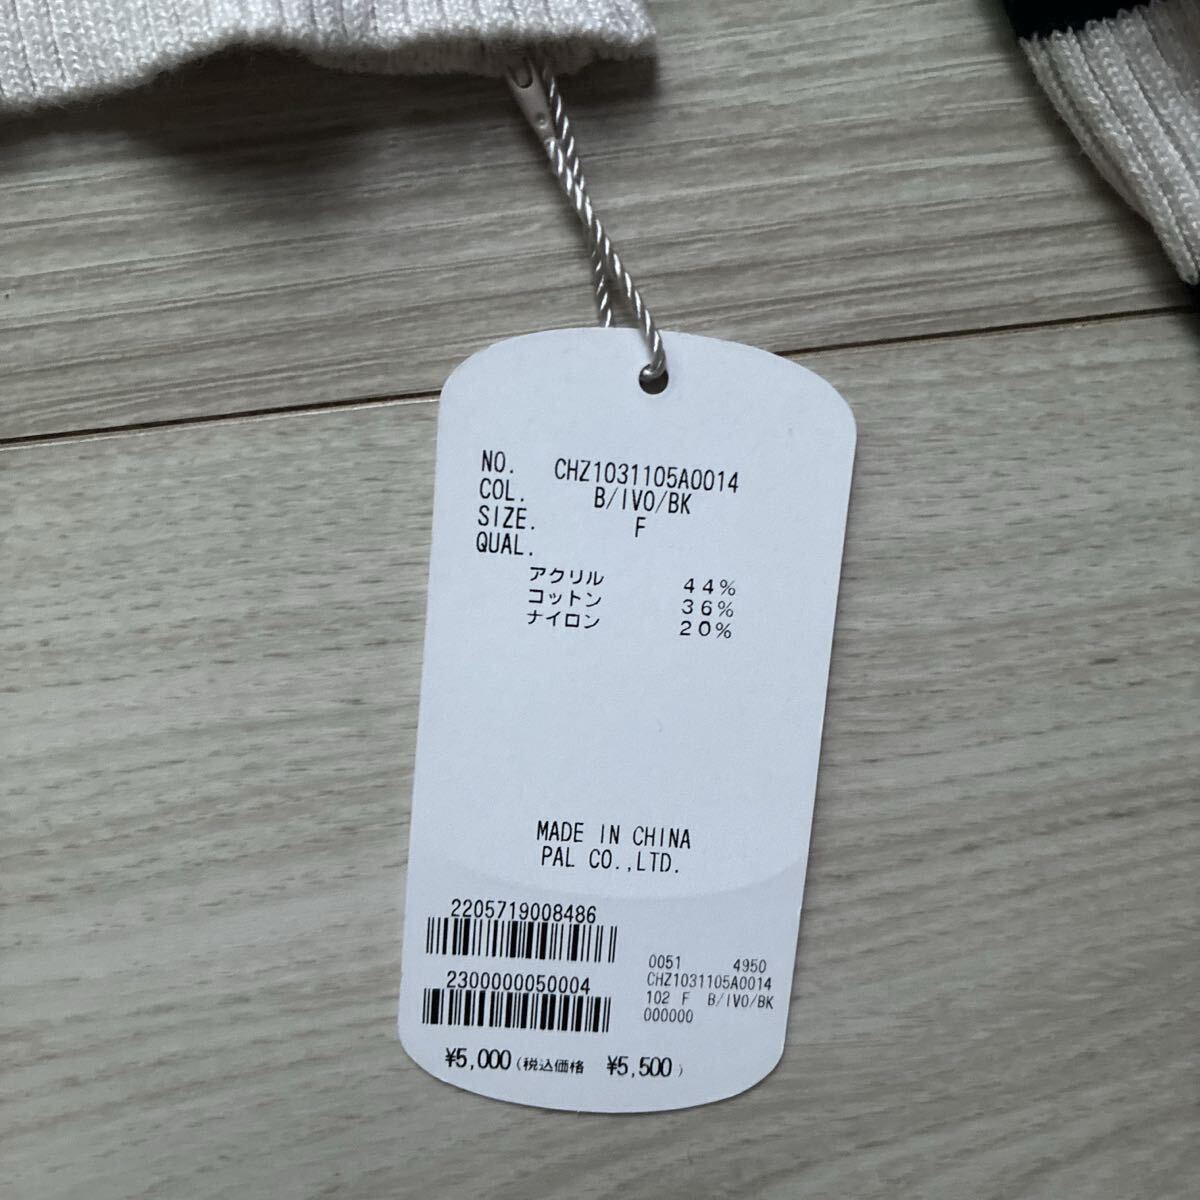 NO. CHZ1031105A0014
COL. B/IVO/BK
SIZE. F
QUAL.
アクリル 44%
コットン 36%
ナイロン 20%
MADE IN CHINA
PAL CO.,LTD.
2205719008486
2300000050004
0051 4950
CHZ1031105A0014
102 F B/IVO/BK
000000
¥5,000(税込価格 ¥5,500)